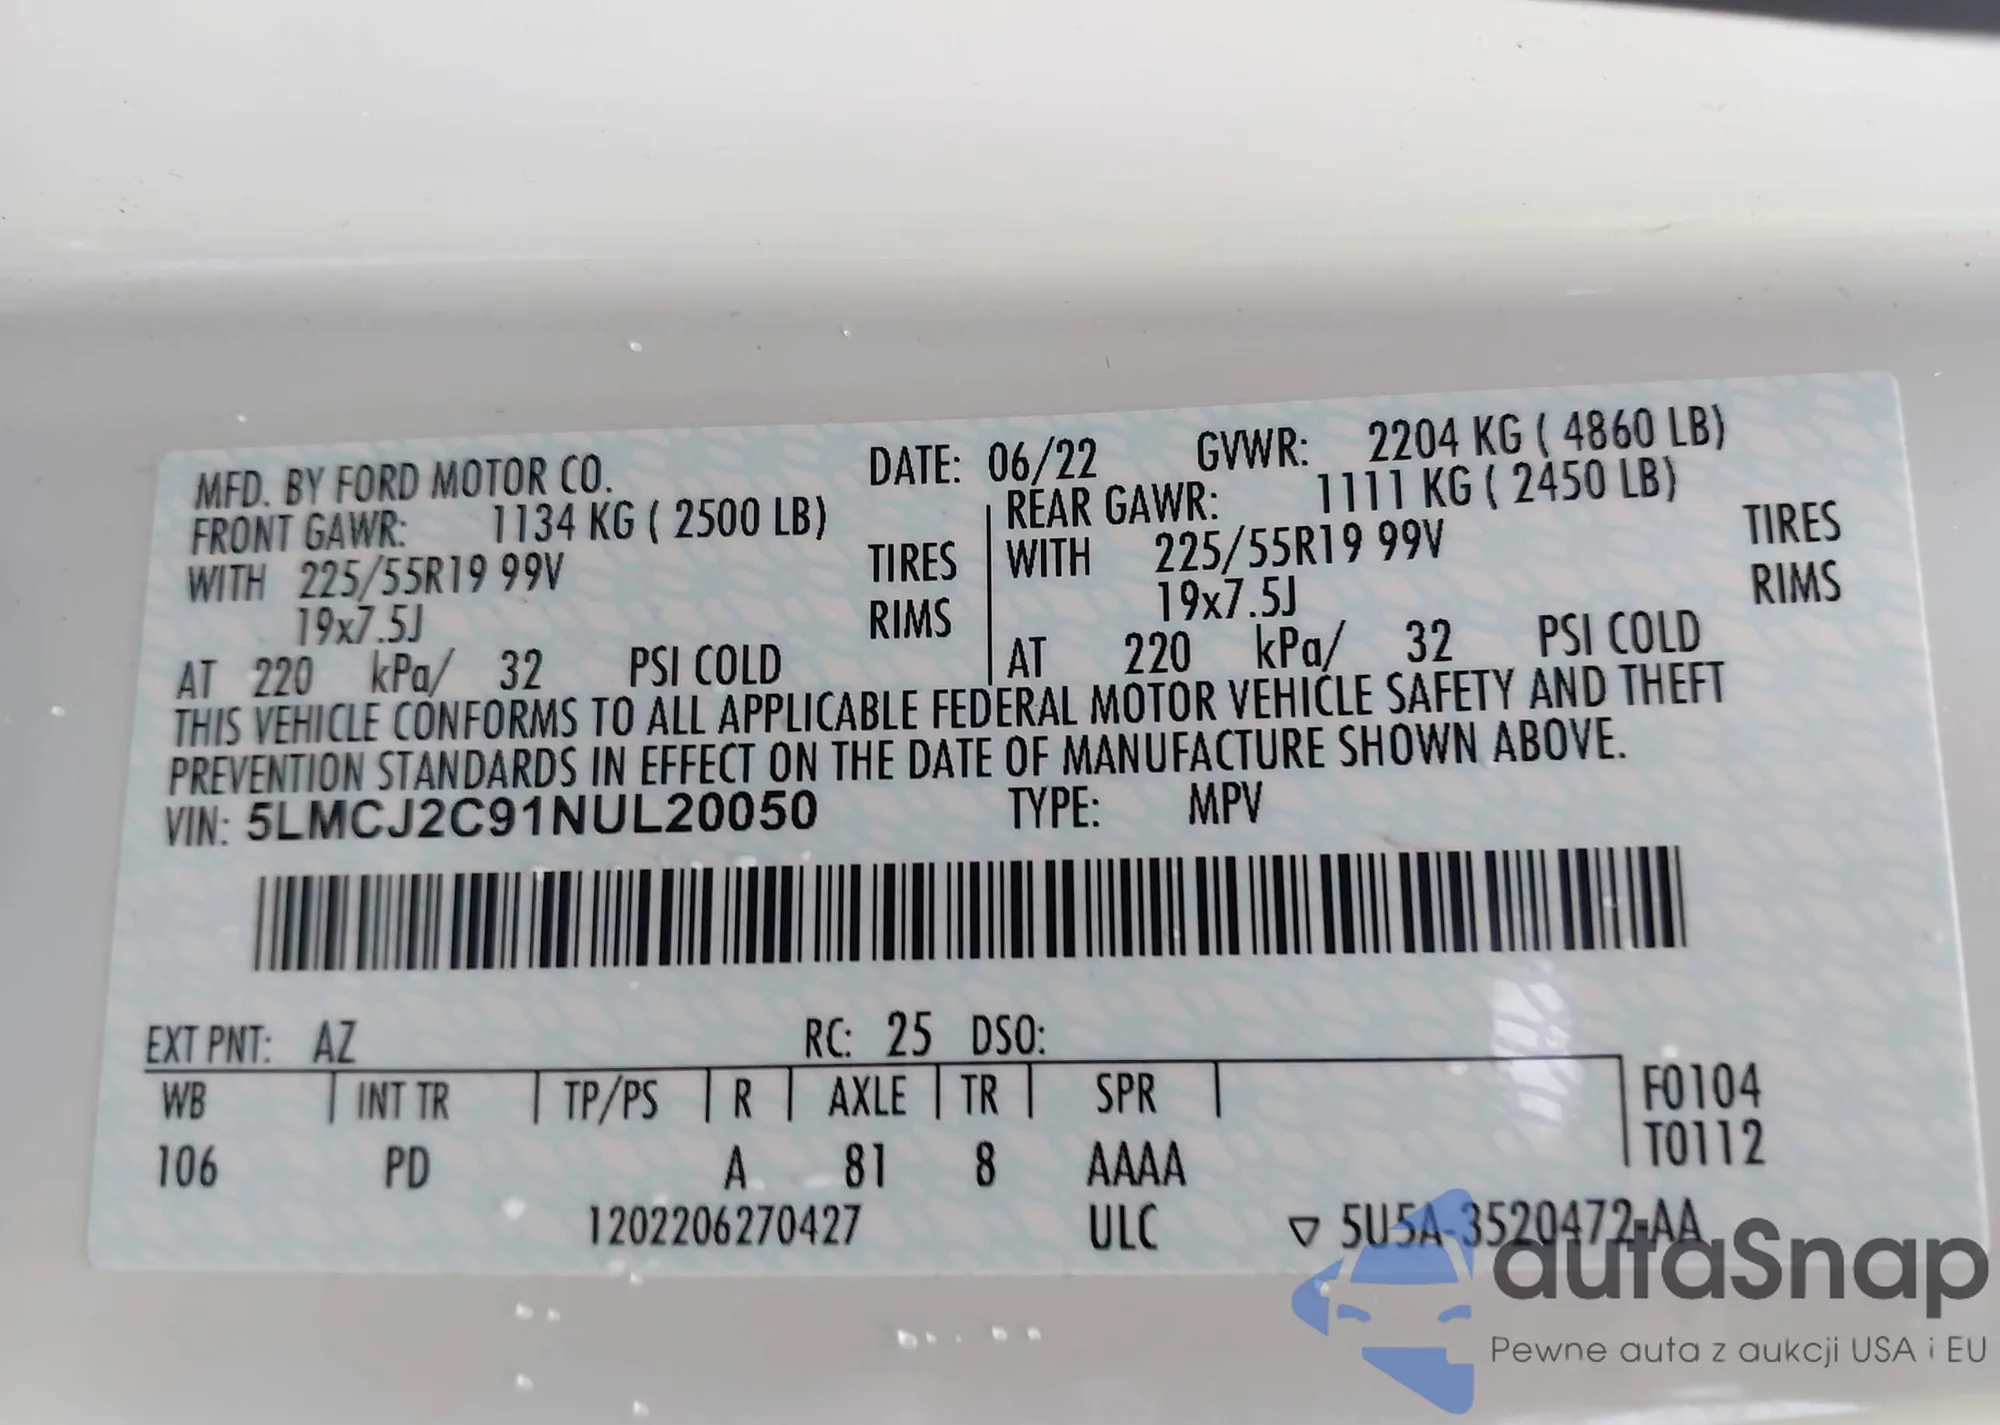 MFD. BY FORD MOTOR CO. DATE: 06/22 GVWR: 2204 KG ( 4860 LB)
FRONT GAWR: 1134 KG ( 2500 LB) REAR GAWR: 1111 KG ( 2450 LB)
WITH 225/55R19 99V TIRES WITH 225/55R19 99V TIRES
19x7.5J RIMS 19x7.5J RIMS
AT 220 kPa/ 32 PSI COLD AT 220 kPa/ 32 PSI COLD
THIS VEHICLE CONFORMS TO ALL APPLICABLE FEDERAL MOTOR VEHICLE SAFETY AND THEFT
PREVENTION STANDARDS IN EFFECT ON THE DATE OF MANUFACTURE SHOWN ABOVE.
VIN: 5LMCJ2C91NUL20050 TYPE: MPV
EXT PNT: AZ RC: 25 DSO:
WB INT TR TP/PS R AXLE TR SPR F0104
T0112
106 PD A 81 8 AAAA
1202206270427 ULC ▽ 5U5A-3520472-AA
autaSnap
Pewne auta z aukcji USA i EU